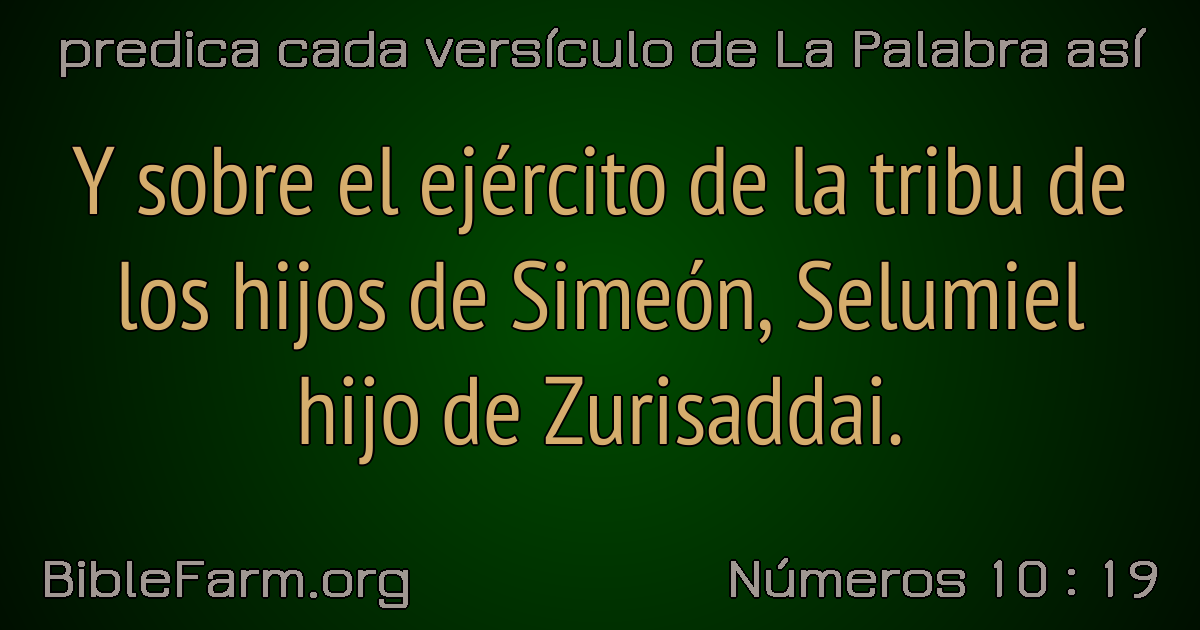 predica cada versículo de La Palabra así
Y sobre el ejército de la tribu de
los hijos de Simeón, Selumiel
hijo de Zurisaddai.
BibleFarm.org
Números 10 : 19